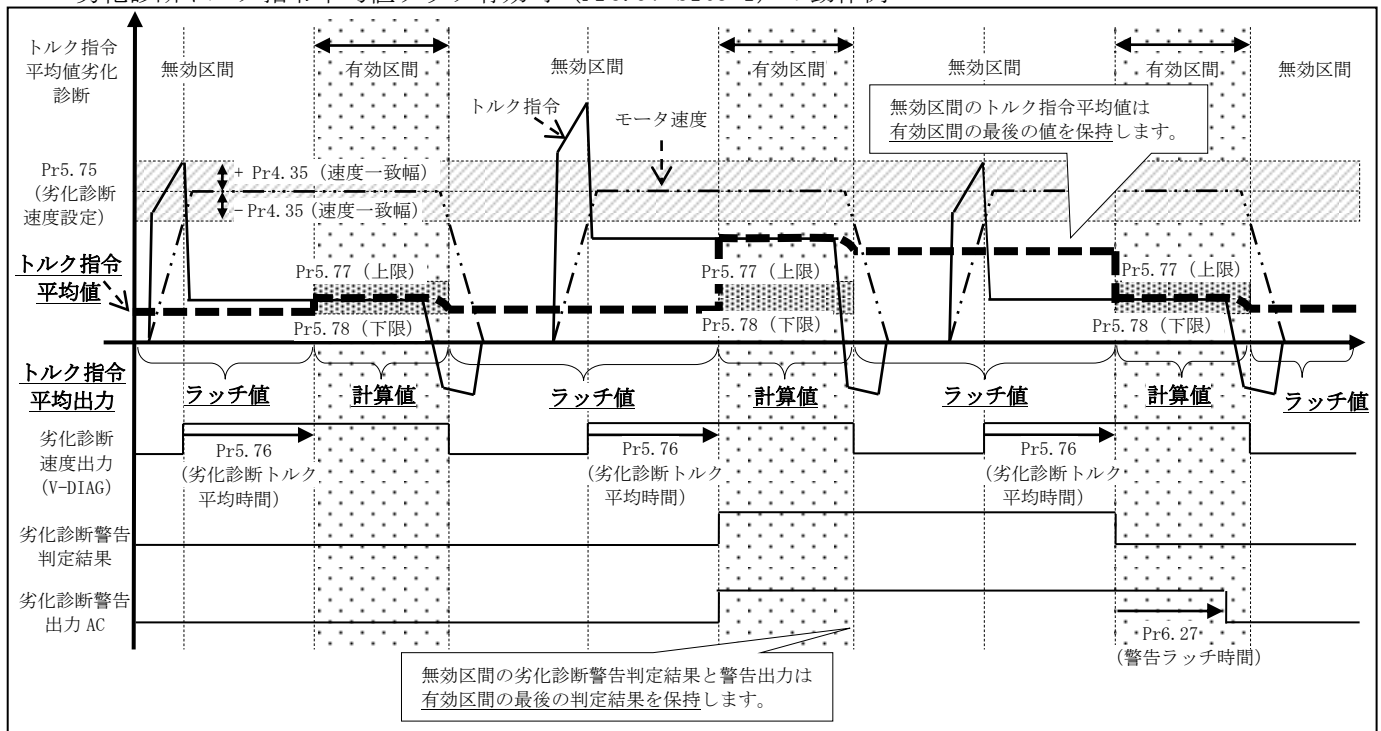 トルク指令
平均値劣化
診断
無効区間
有効区間
無効区間
有効区間
無効区間
有効区間
無効区間
トルク指令
モータ速度
無効区間のトルク指令平均値は
有効区間の最後の値を保持します。
Pr5.75
(劣化診断
速度設定)
+ Pr4.35 (速度一致幅)
-Pr4.35 (速度一致幅)
トルク指令
平均値
Pr5.77 (上限)
Pr5.78 (下限)
Pr5.77 (上限)
Pr5.78 (下限)
Pr5.77 (上限)
Pr5.78 (下限)
トルク指令
平均出力
ラッチ値
計算値
ラッチ値
計算値
ラッチ値
計算値
ラッチ値
劣化診断
速度出力
(V-DIAG)
Pr5.76
(劣化診断トルク
平均時間)
Pr5.76
(劣化診断トルク
平均時間)
Pr5.76
(劣化診断トルク
平均時間)
劣化診断警告
判定結果
劣化診断警告
出力 AC
Pr6.27
(警告ラッチ時間)
無効区間の劣化診断警告判定結果と警告出力は
有効区間の最後の判定結果を保持します。